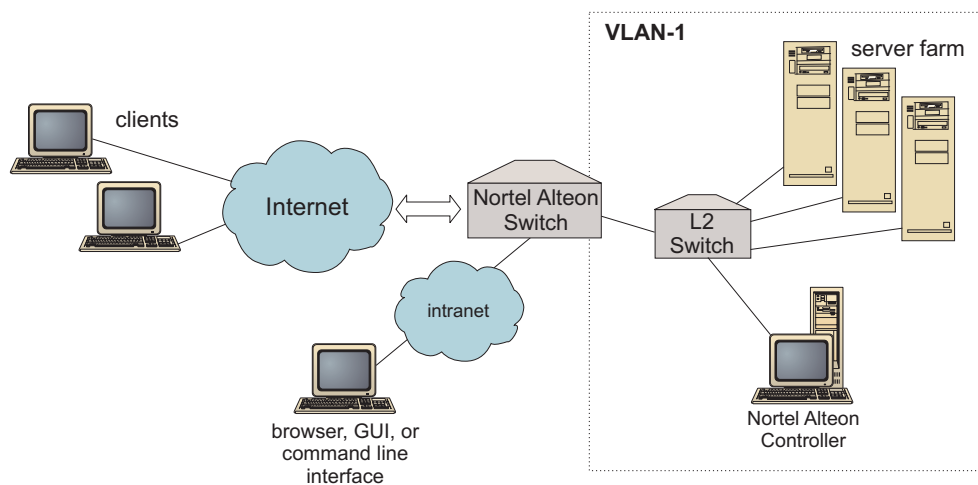 VLAN-1
server farm
clients
Internet
Nortel Alteon
Switch
L2
Switch
intranet
browser, GUI, or
command line
interface
Nortel Alteon
Controller